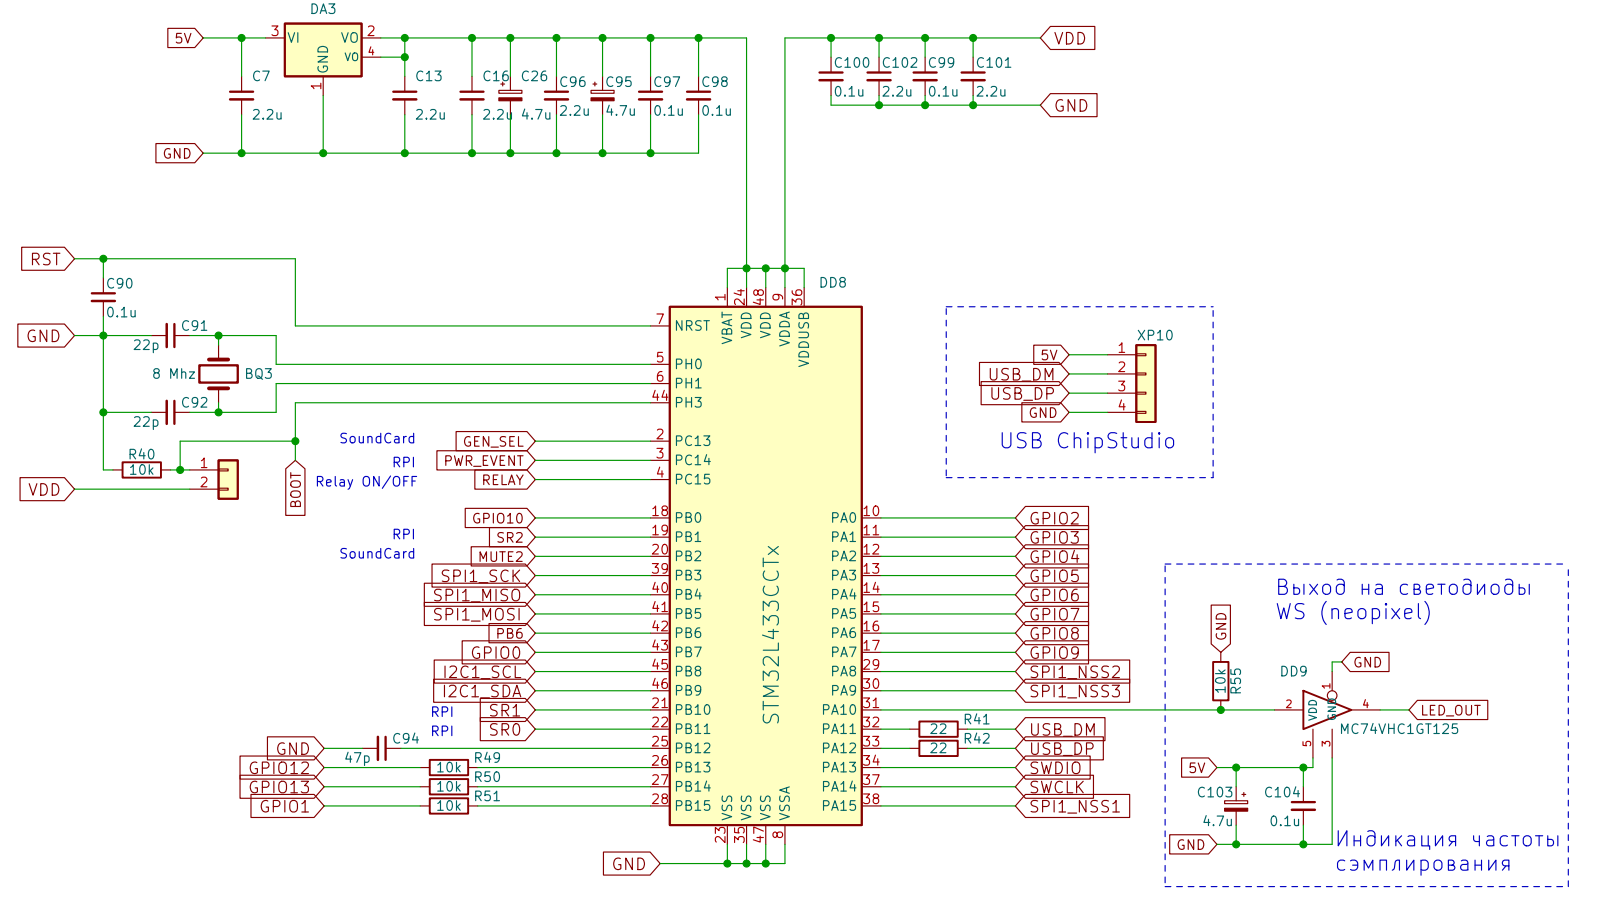 DA3
5V
3
VI
VO
2
VO
4
GND
1
C7
2.2u
C13
2.2u
C16
2.2u
C26
4.7u
C96
2.2u
C95
4.7u
C97
0.1u
C98
0.1u
GND
VDD
C100
0.1u
C102
2.2u
C99
0.1u
C101
2.2u
GND
RST
C90
0.1u
GND
C91
22p
8 Mhz
BQ3
C92
22p
R40
10k
1
2
VDD
BOOT
DD8
1
24
48
9
36
VBAT
VDD
VDD
VDDA
VDDUSB
7
NRST
5
PH0
6
PH1
44
PH3
SoundCard
GEN_SEL
2
PC13
RPI
PWR_EVENT
3
PC14
Relay ON/OFF
RELAY
4
PC15
GPIO10
18
PB0
RPI
SR2
19
PB1
SoundCard
MUTE2
20
PB2
SPI1_SCK
39
PB3
SPI1_MISO
40
PB4
SPI1_MOSI
41
PB5
PB6
42
PB6
GPIO0
43
PB7
I2C1_SCL
45
PB8
I2C1_SDA
46
PB9
RPI
SR1
21
PB10
RPI
SR0
22
PB11
GND
C94
47p
25
PB12
GPIO12
10k
R49
26
PB13
GPIO13
10k
R50
27
PB14
GPIO1
10k
R51
28
PB15
STM32L433CCTx
PA0
10
GPIO2
PA1
11
GPIO3
PA2
12
GPIO4
PA3
13
GPIO5
PA4
14
GPIO6
PA5
15
GPIO7
PA6
16
GPIO8
PA7
17
GPIO9
PA8
29
SPI1_NSS2
PA9
30
SPI1_NSS3
PA10
31
PA11
32
22
R41
USB_DM
PA12
33
22
R42
USB_DP
PA13
34
SWDIO
PA14
37
SWCLK
PA15
38
SPI1_NSS1
VSS
VSS
VSS
VSSA
23
35
47
8
GND
XP10
5V
1
USB_DM
2
USB_DP
3
GND
4
USB ChipStudio
Выход на светодиоды
WS (neopixel)
GND
10k
R55
DD9
GND
1
2
VDD
GND
4
LED_OUT
MC74VHC1GT125
5
3
5V
C103
4.7u
C104
0.1u
GND
Индикация частоты
сэмплирования